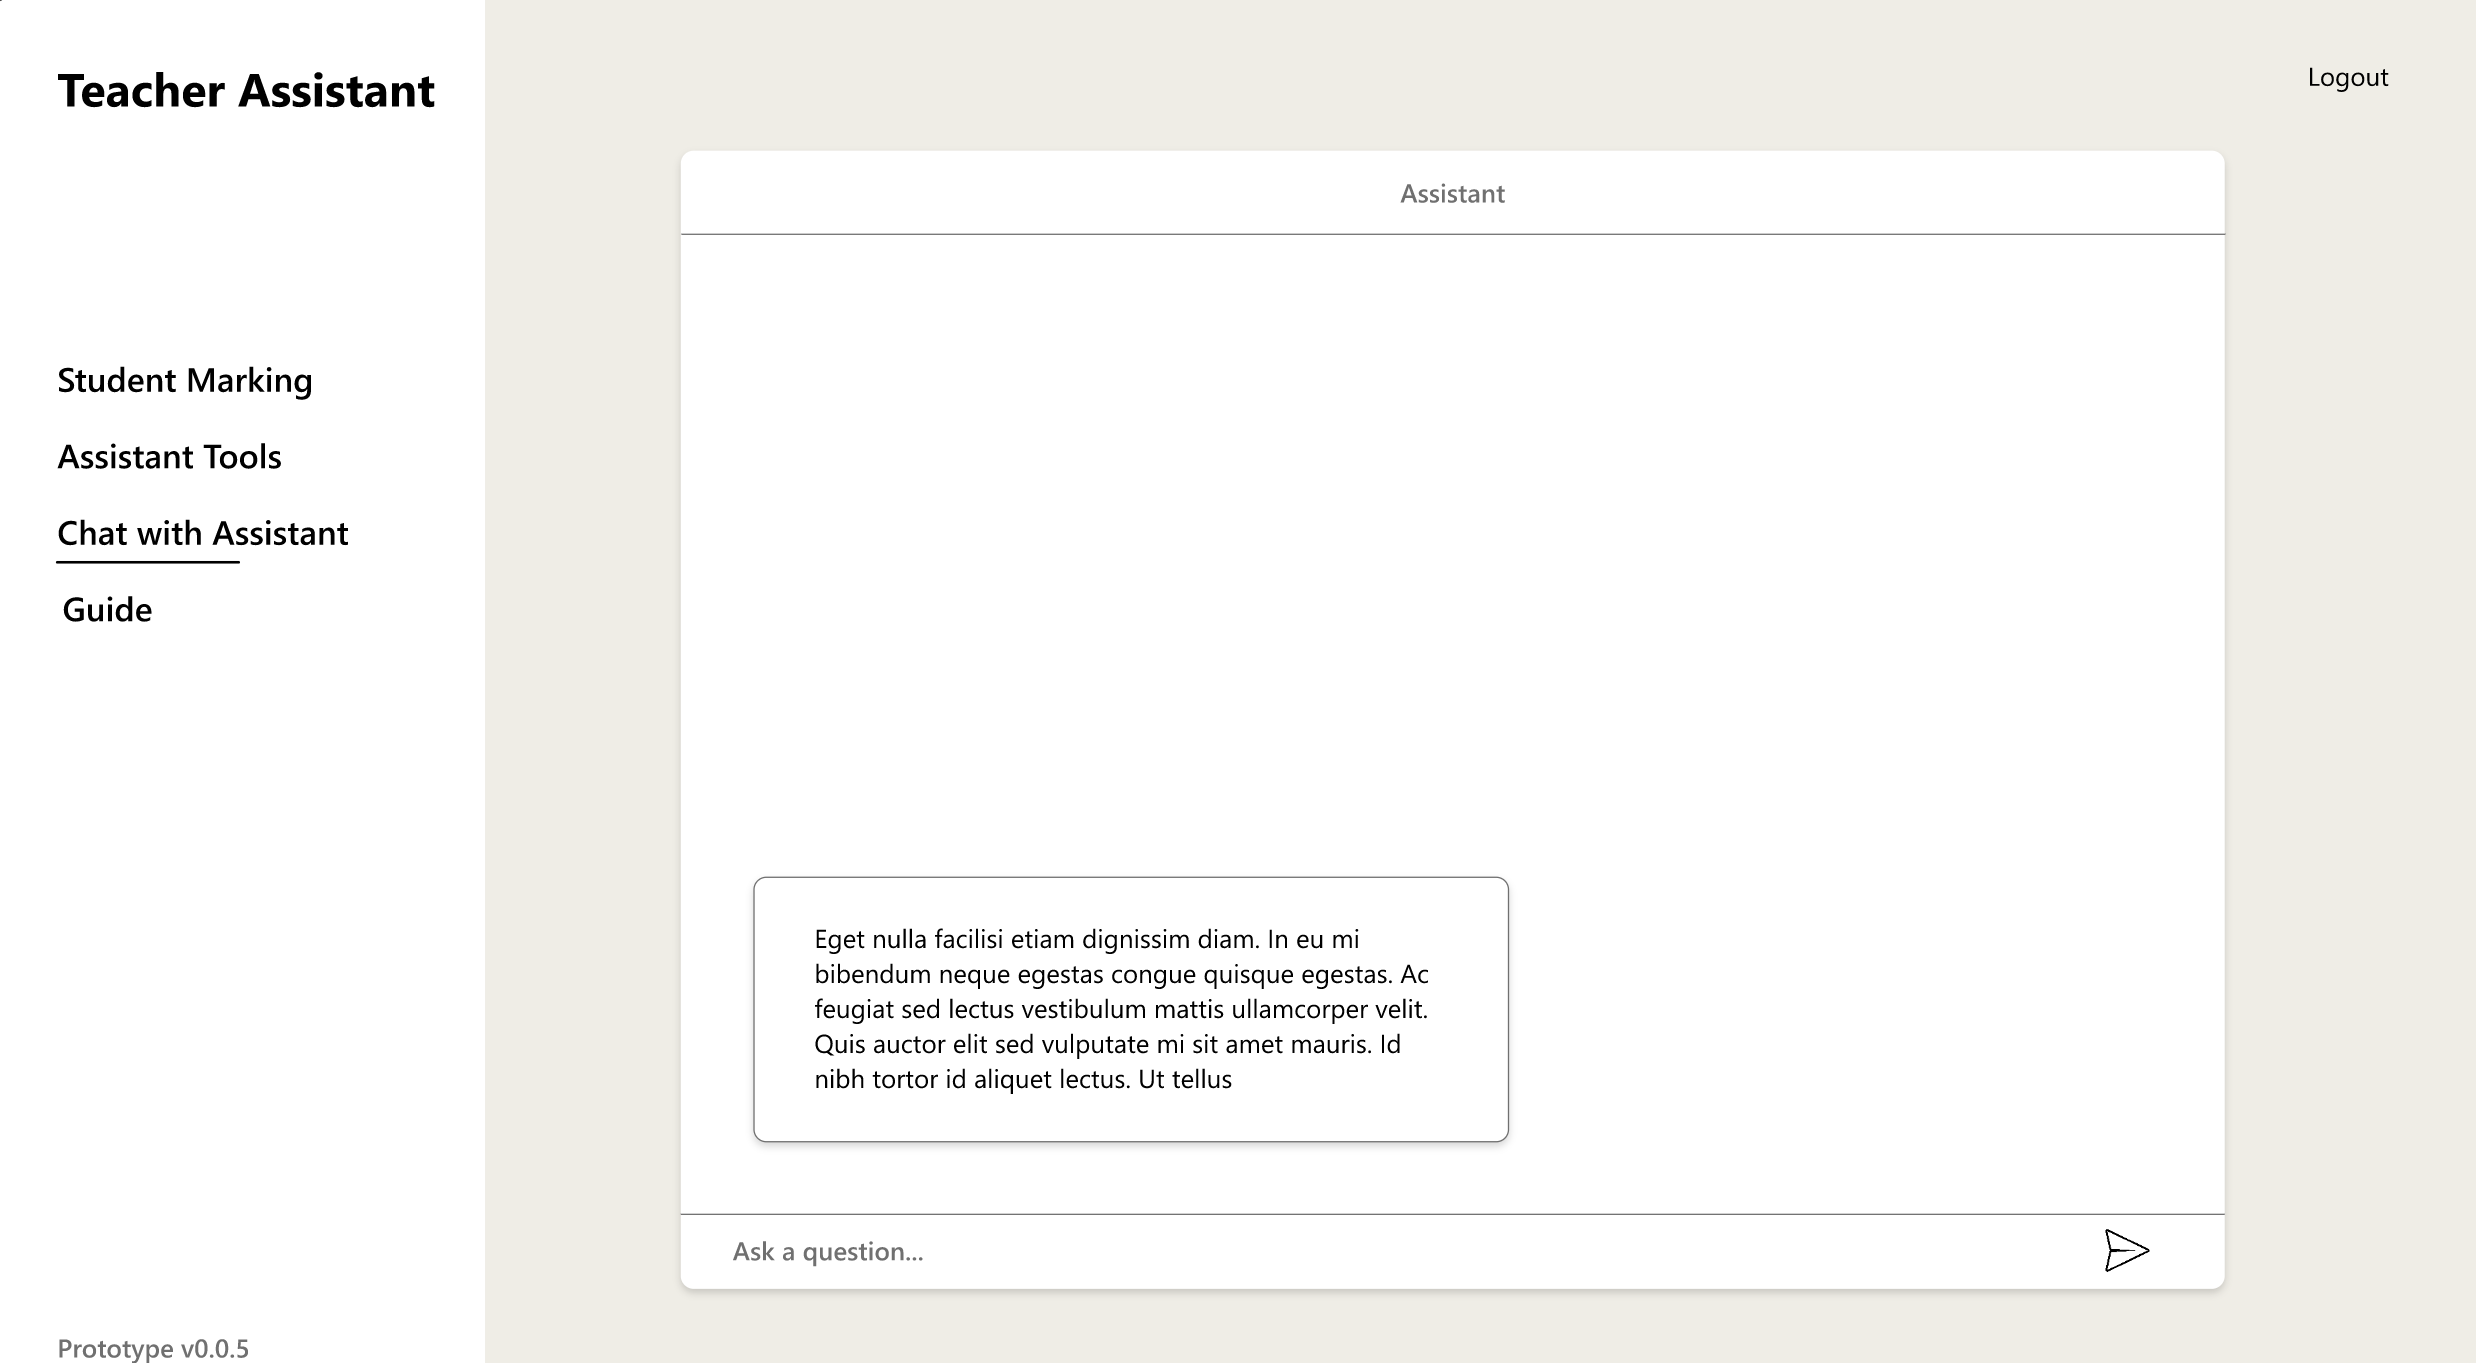 Teacher Assistant
Logout
Student Marking
Assistant Tools
Chat with Assistant
Guide
Prototype v0.0.5
Assistant
Eget nulla facilisi etiam dignissim diam. In eu mi
bibendum neque egestas congue quisque egestas. Ac
feugiat sed lectus vestibulum mattis ullamcorper velit.
Quis auctor elit sed vulputate mi sit amet mauris. Id
nibh tortor id aliquet lectus. Ut tellus
Ask a question...